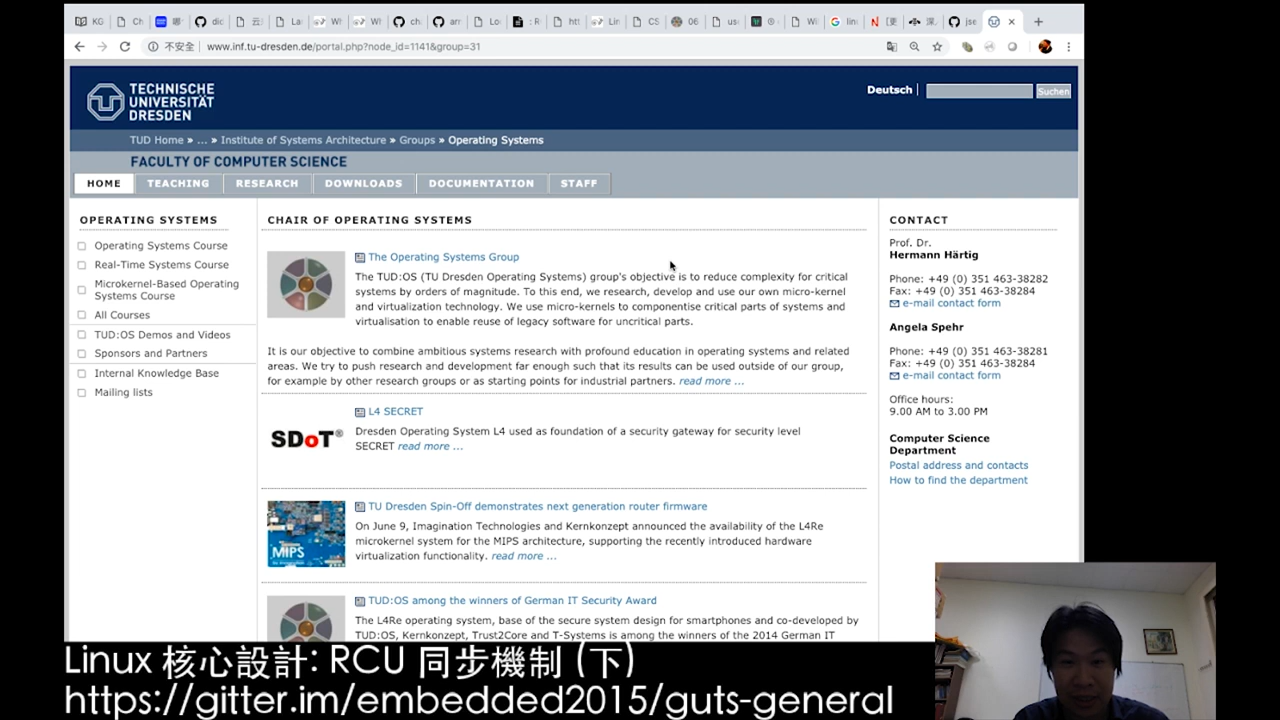 KG
不安全
www.inf.tu-dresden.de/portal.php?node_id=1141&group=31
TECHNISCHE
UNIVERSITÄT
DRESDEN
Deutsch
Suchen
TUD Home » ... » Institute of Systems Architecture » Groups » Operating Systems
FACULTY OF COMPUTER SCIENCE
HOME
TEACHING
RESEARCH
DOWNLOADS
DOCUMENTATION
STAFF
OPERATING SYSTEMS
Operating Systems Course
Real-Time Systems Course
Microkernel-Based Operating
Systems Course
All Courses
TUD:OS Demos and Videos
Sponsors and Partners
Internal Knowledge Base
Mailing lists
CHAIR OF OPERATING SYSTEMS
The Operating Systems Group
The TUD:OS (TU Dresden Operating Systems) group's objective is to reduce complexity for critical
systems by orders of magnitude. To this end, we research, develop and use our own micro-kernel
and virtualization technology. We use micro-kernels to componentise critical parts of systems and
virtualisation to enable reuse of legacy software for uncritical parts.
It is our objective to combine ambitious systems research with profound education in operating systems and related
areas. We try to push research and development far enough such that its results can be used outside of our group,
for example by other research groups or as starting points for industrial partners. read more ...
L4 SECRET
SDoT®
Dresden Operating System L4 used as foundation of a security gateway for security level
SECRET read more ...
TU Dresden Spin-Off demonstrates next generation router firmware
MIPS
On June 9, Imagination Technologies and Kernkonzept announced the availability of the L4Re
microkernel system for the MIPS architecture, supporting the recently introduced hardware
virtualization functionality. read more ...
TUD:OS among the winners of German IT Security Award
The L4Re operating system, base of the secure system design for smartphones and co-developed by
TUD:OS, Kernkonzept, Trust2Core and T-Systems is among the winners of the 2014 German IT
CONTACT
Prof. Dr.
Hermann Härtig
Phone: +49 (0) 351 463-38282
Fax: +49 (0) 351 463-38284
e-mail contact form
Angela Spehr
Phone: +49 (0) 351 463-38281
Fax: +49 (0) 351 463-38284
e-mail contact form
Office hours:
9.00 AM to 3.00 PM
Computer Science
Department
Postal address and contacts
How to find the department
Linux 核心設計: RCU 同步機制 (下)
https://gitter.im/embedded2015/guts-general